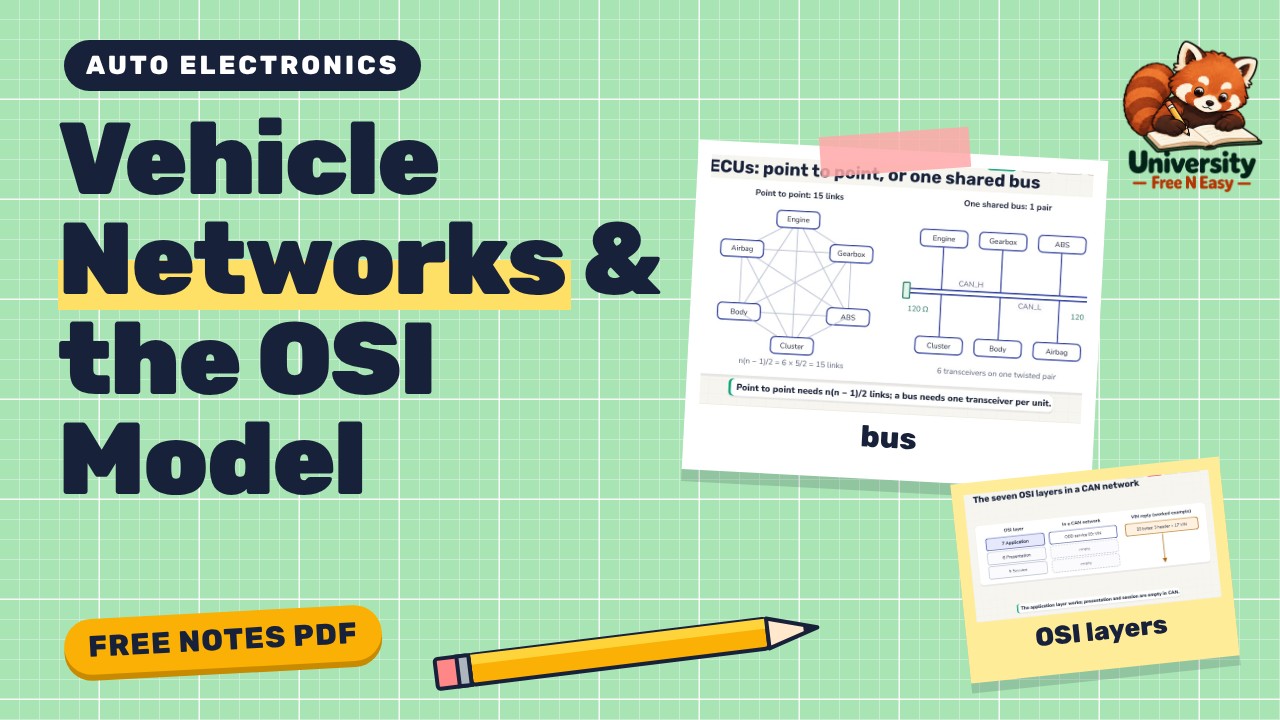 AUTO ELECTRONICS
Vehicle
Networks &
the OSI
Model
FREE NOTES PDF
University
Free N Easy
ECUs: point to point, or one shared bus
Point to point: 15 links
One shared bus: 1 pair
Engine
Airbag
Gearbox
Body
ABS
Cluster
n(n − 1)/2 = 6 × 5/2 = 15 links
Engine
Gearbox
ABS
CAN_H
CAN_L
120 Ω
120
Cluster
Body
Airbag
6 transceivers on one twisted pair
Point to point needs n(n − 1)/2 links; a bus needs one transceiver per unit.
bus
The seven OSI layers in a CAN network
OSI layer
In a CAN network
VIN reply (worked example)
7 Application
6 Presentation
The application layer works; presentation and session are empty in CAN.
OSI layers